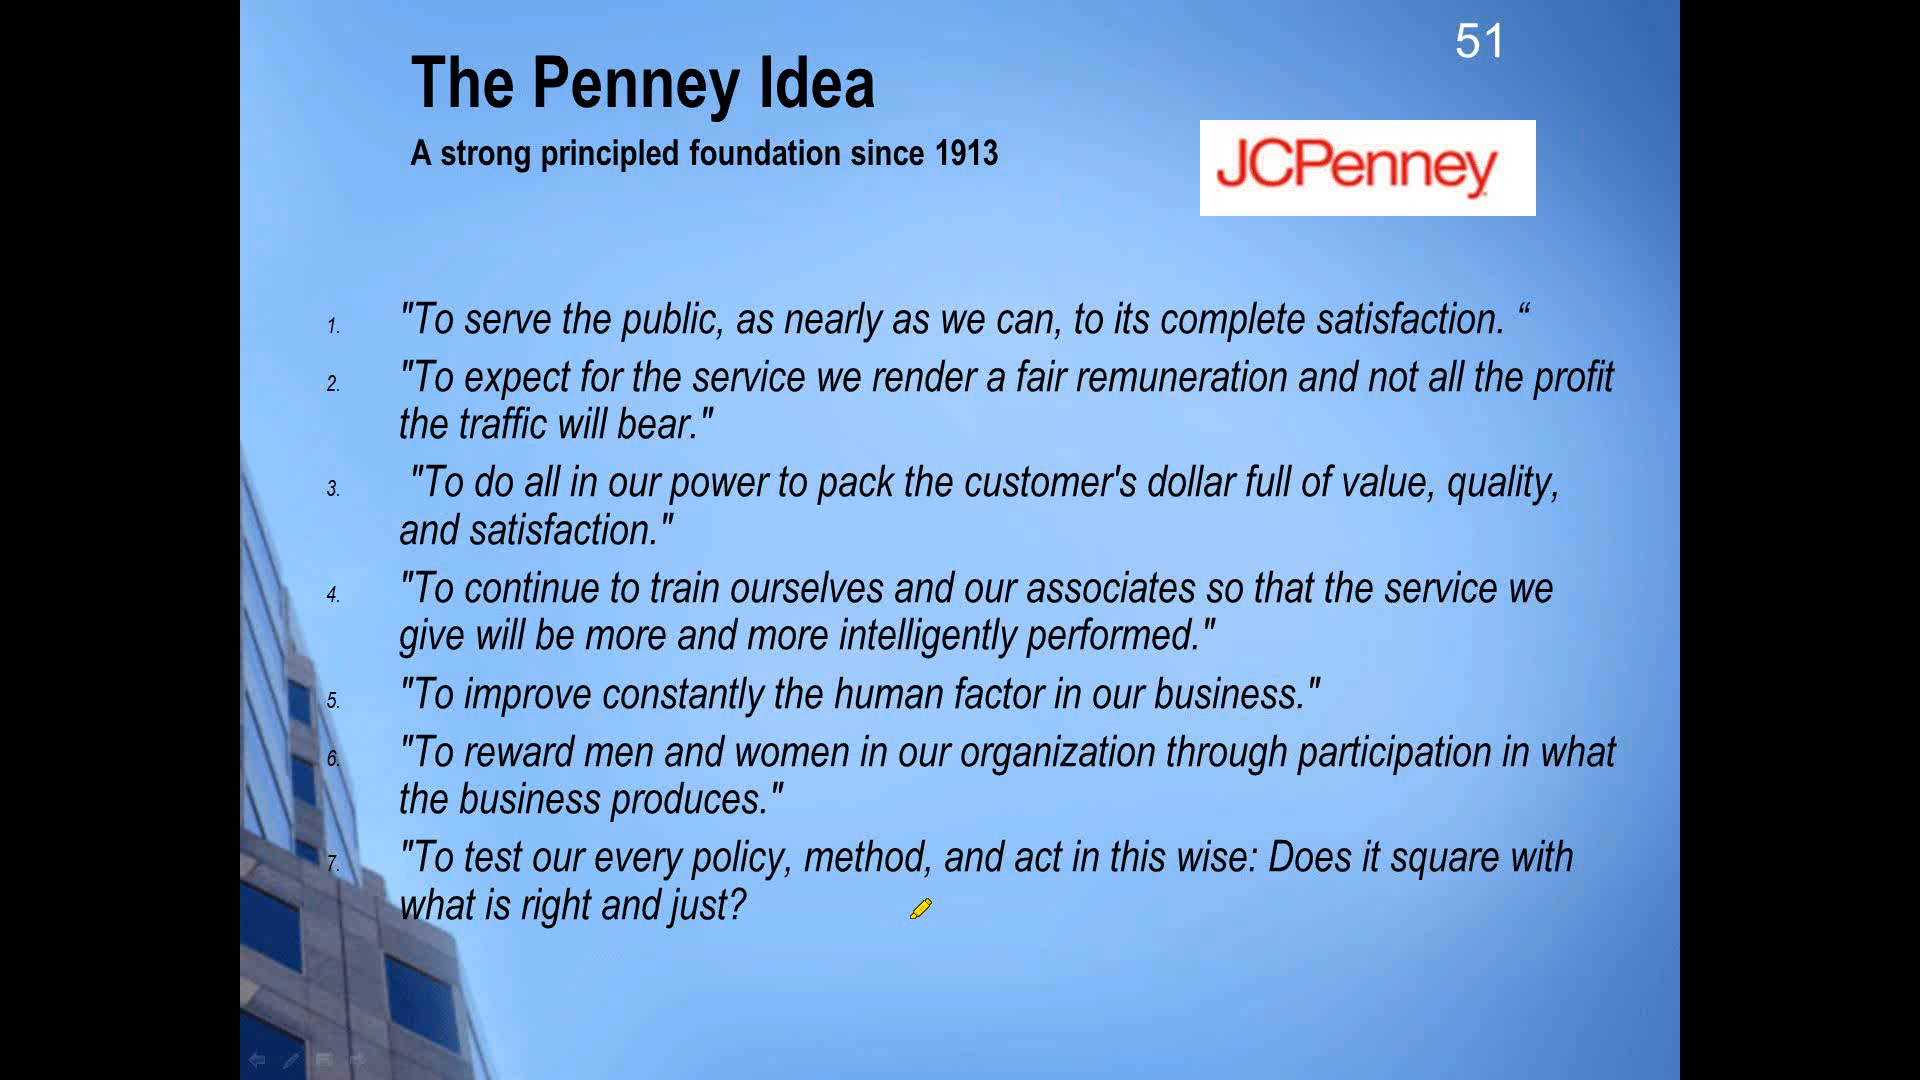 51
The Penney Idea
A strong principled foundation since 1913
JCPenney
1. "To serve the public, as nearly as we can, to its complete satisfaction. “
2. "To expect for the service we render a fair remuneration and not all the profit
the traffic will bear."
3. "To do all in our power to pack the customer's dollar full of value, quality,
and satisfaction."
4. "To continue to train ourselves and our associates so that the service we
give will be more and more intelligently performed."
5. "To improve constantly the human factor in our business."
6. "To reward men and women in our organization through participation in what
the business produces."
7. "To test our every policy, method, and act in this wise: Does it square with
what is right and just?